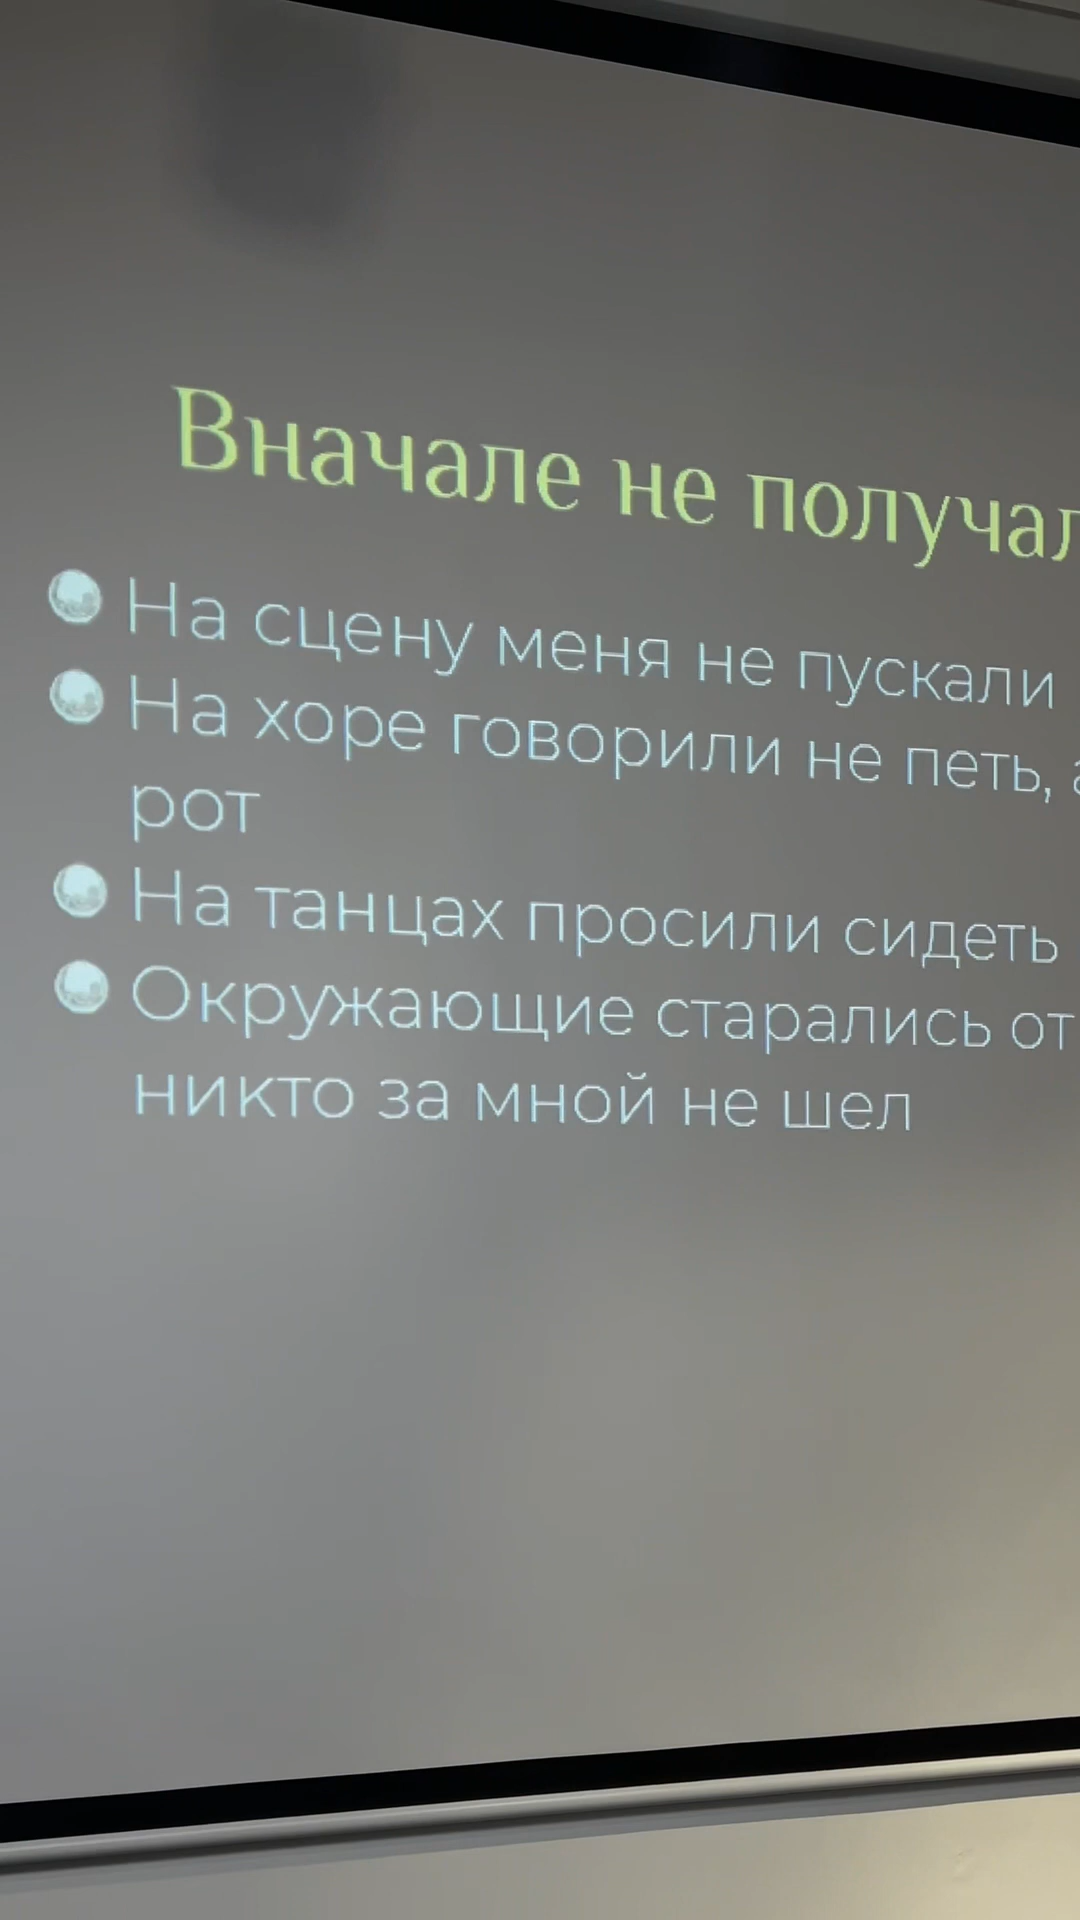 Вначале не получал
На сцену меня не пускали
На хоре говорили не петь,
рот
На танцах просили сидеть
Окружающие старались от
никто за мной не шел